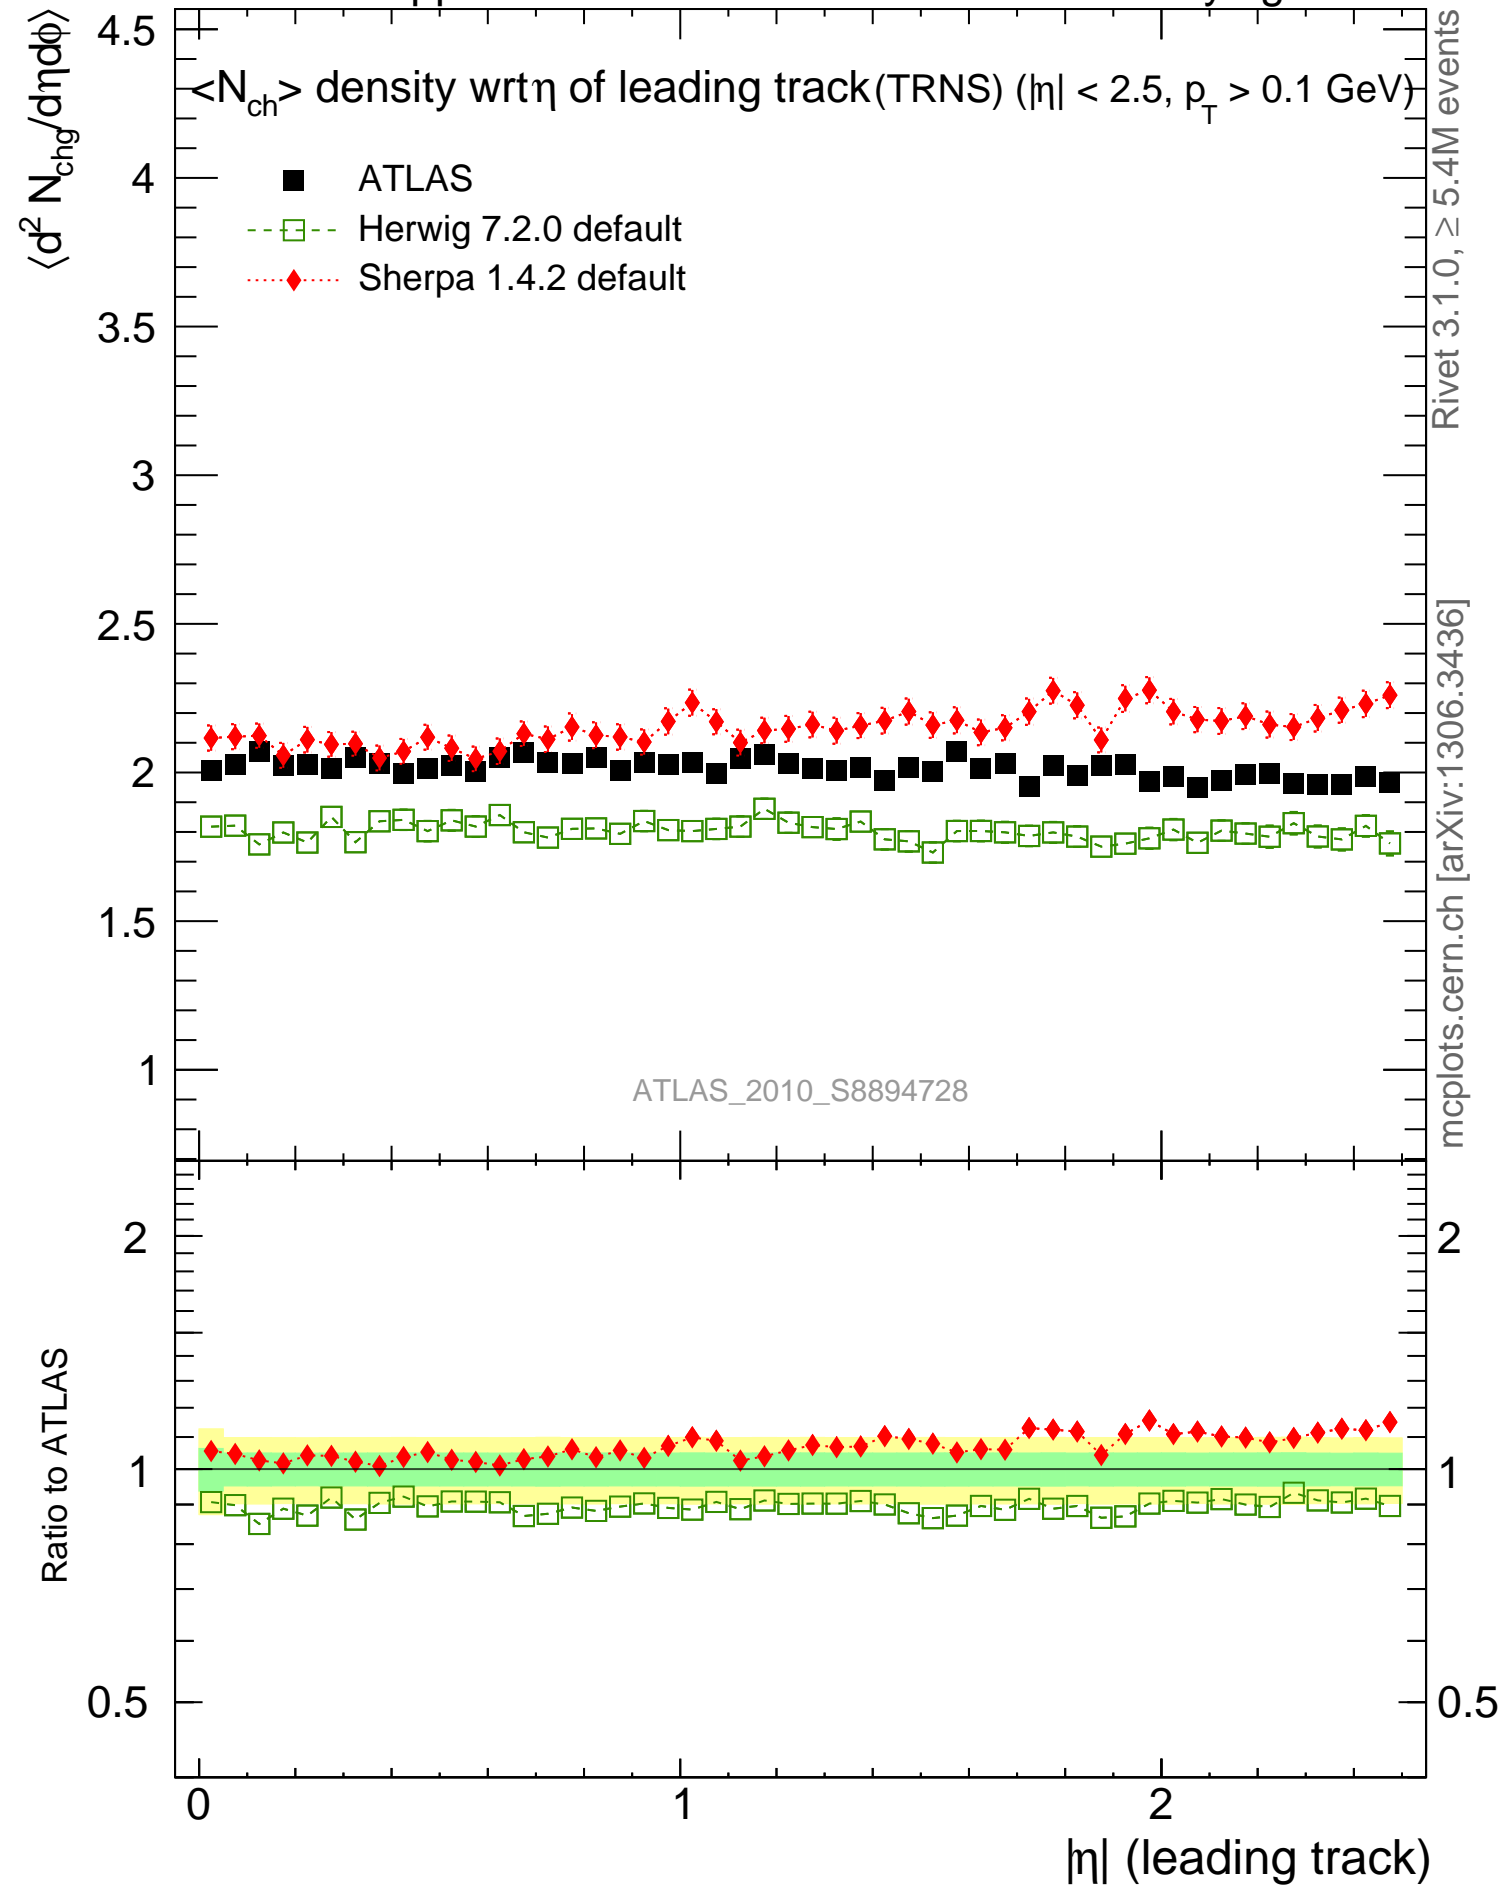 ⟨d² N_chg/dηdϕ⟩
<N_ch> density wrt η of leading track (TRNS) (|η| < 2.5, p_T > 0.1 GeV)
ATLAS
Herwig 7.2.0 default
Sherpa 1.4.2 default
4.5
4
3.5
3
2.5
2
1.5
1
ATLAS_2010_S8894728
Rivet 3.1.0, ≥ 5.4M events
mcplots.cern.ch [arXiv:1306.3436]
Ratio to ATLAS
2
1
0.5
2
1
0.5
0
1
2
|η| (leading track)